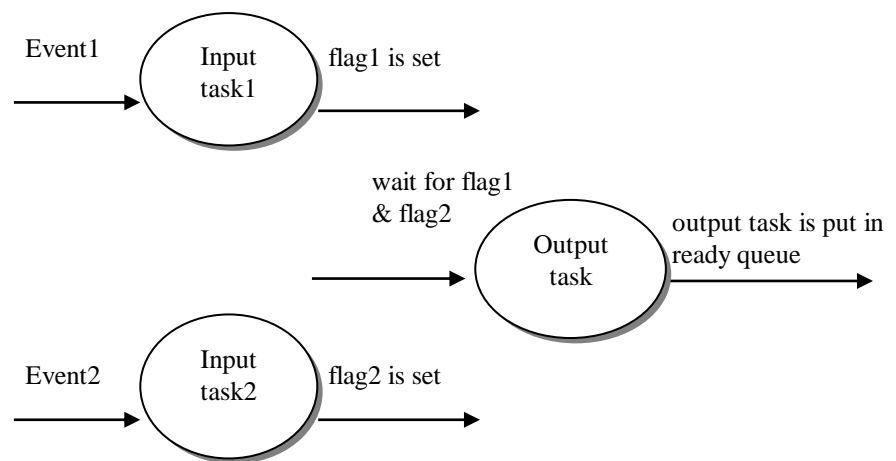 Event1
Input
task1
flag1 is set
wait for flag1
& flag2
Output
task
output task is put in
ready queue
Event2
Input
task2
flag2 is set